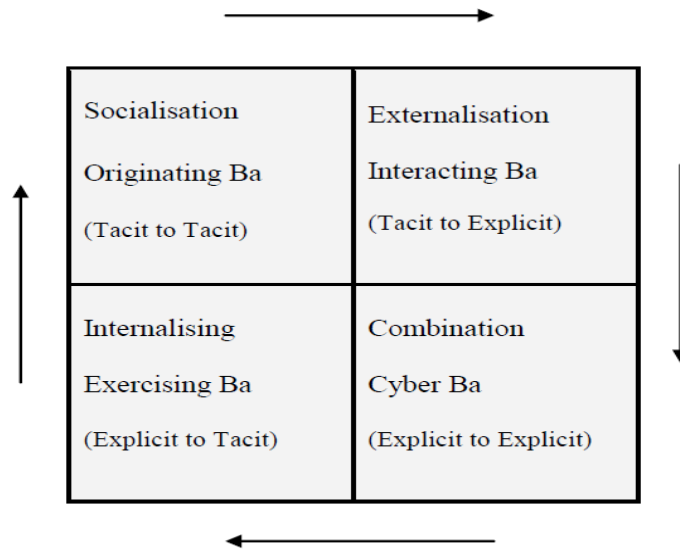 Socialisation
Originating Ba
(Tacit to Tacit)
Externalisation
Interacting Ba
(Tacit to Explicit)
Internalising
Exercising Ba
(Explicit to Tacit)
Combination
Cyber Ba
(Explicit to Explicit)